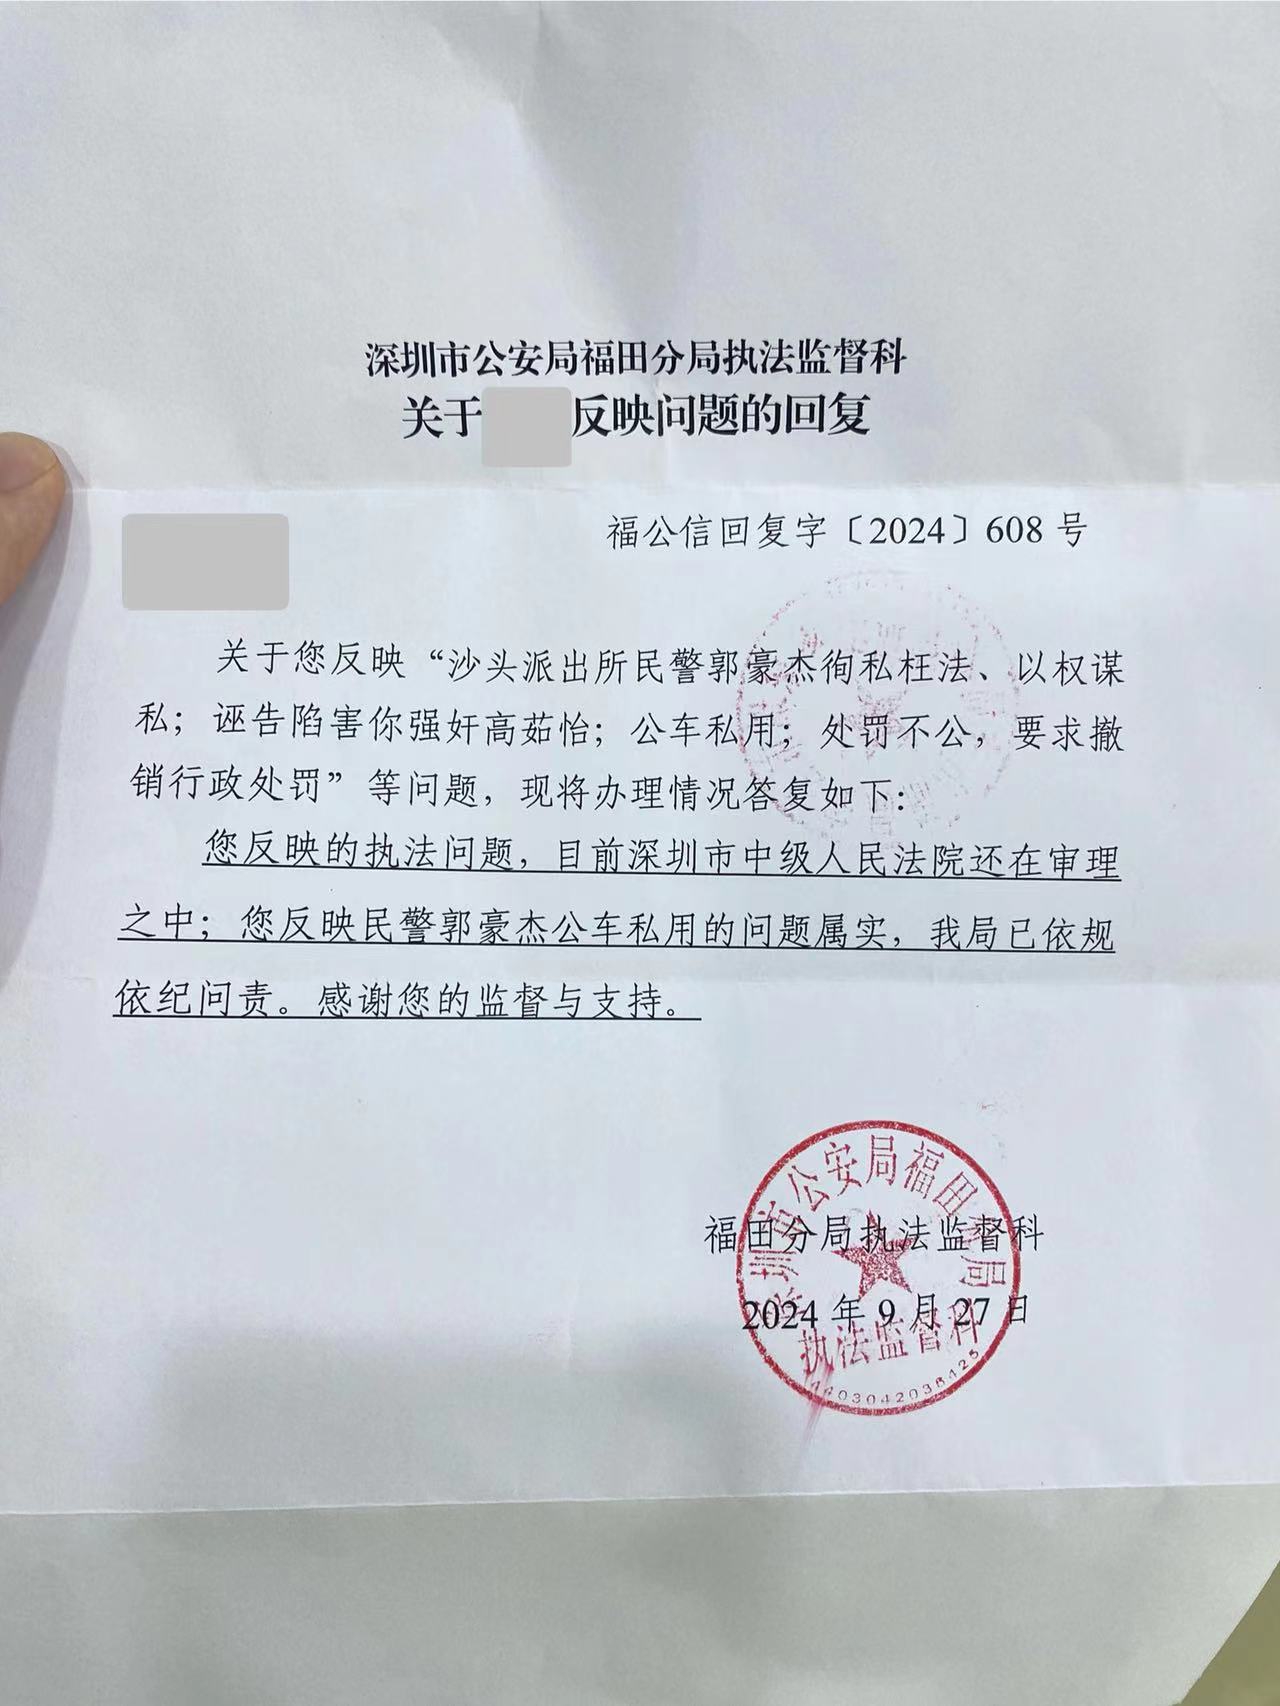 深圳市公安局福田分局执法监督科
关于 反映问题的回复
福公信回复字〔2024〕608 号
关于您反映“沙头派出所民警郭豪杰徇私枉法、以权谋
私；诬告陷害你强奸高茹怡；公车私用；处罚不公，要求撤
销行政处罚”等问题，现将办理情况答复如下：
您反映的执法问题，目前深圳市中级人民法院还在审理
之中；您反映民警郭豪杰公车私用的问题属实，我局已依规
依纪问责。感谢您的监督与支持。
深圳市公安局福田分局
福田分局执法监督科
2024 年 9 月 27 日
执法监督科